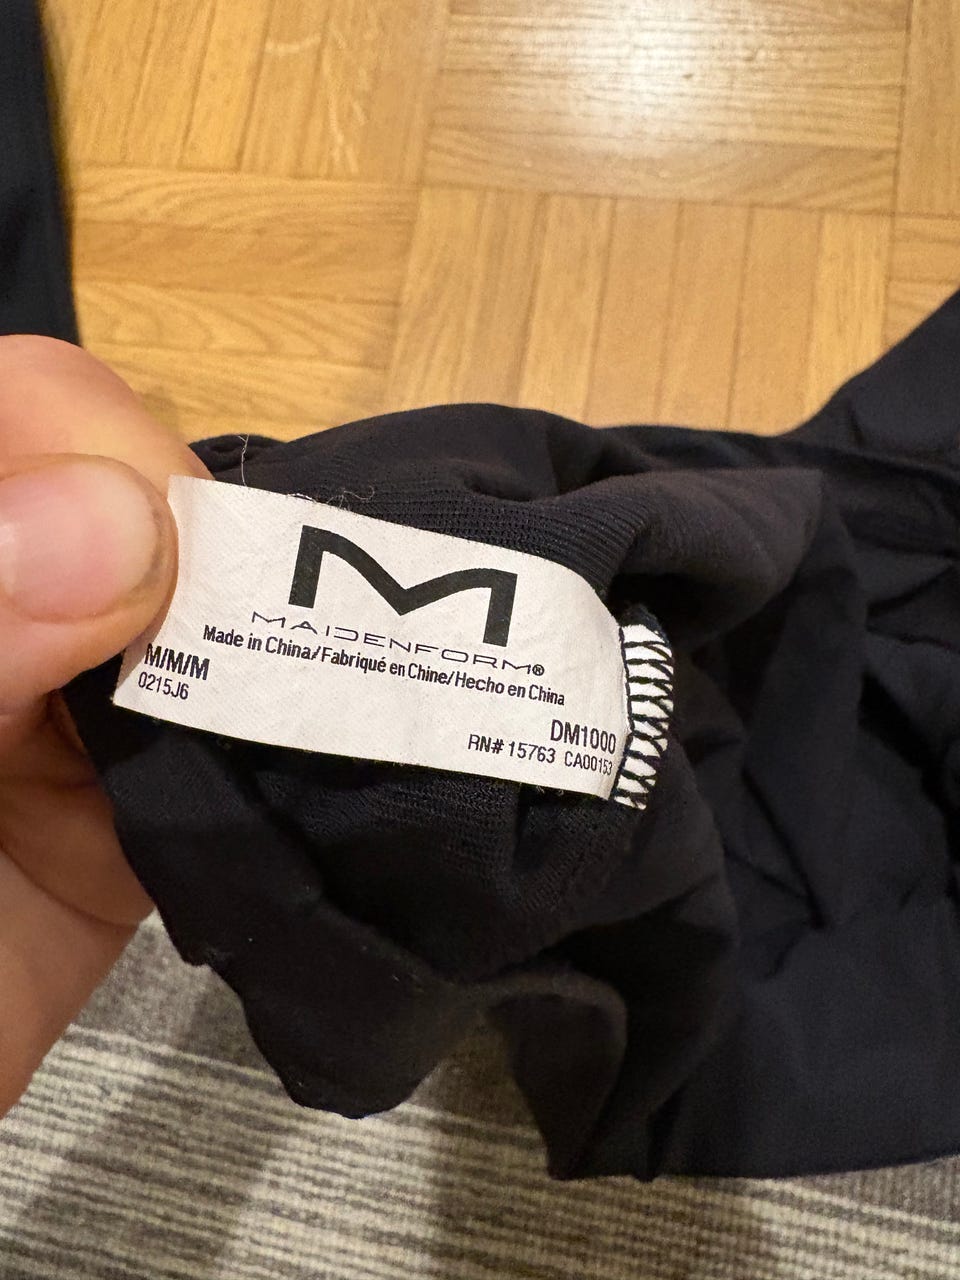 M
MAIDENFORM®
Made in China/Fabriqué en Chine/Hecho en China
M/M/M
0215J6
DM1000
RN# 15763 CA00153